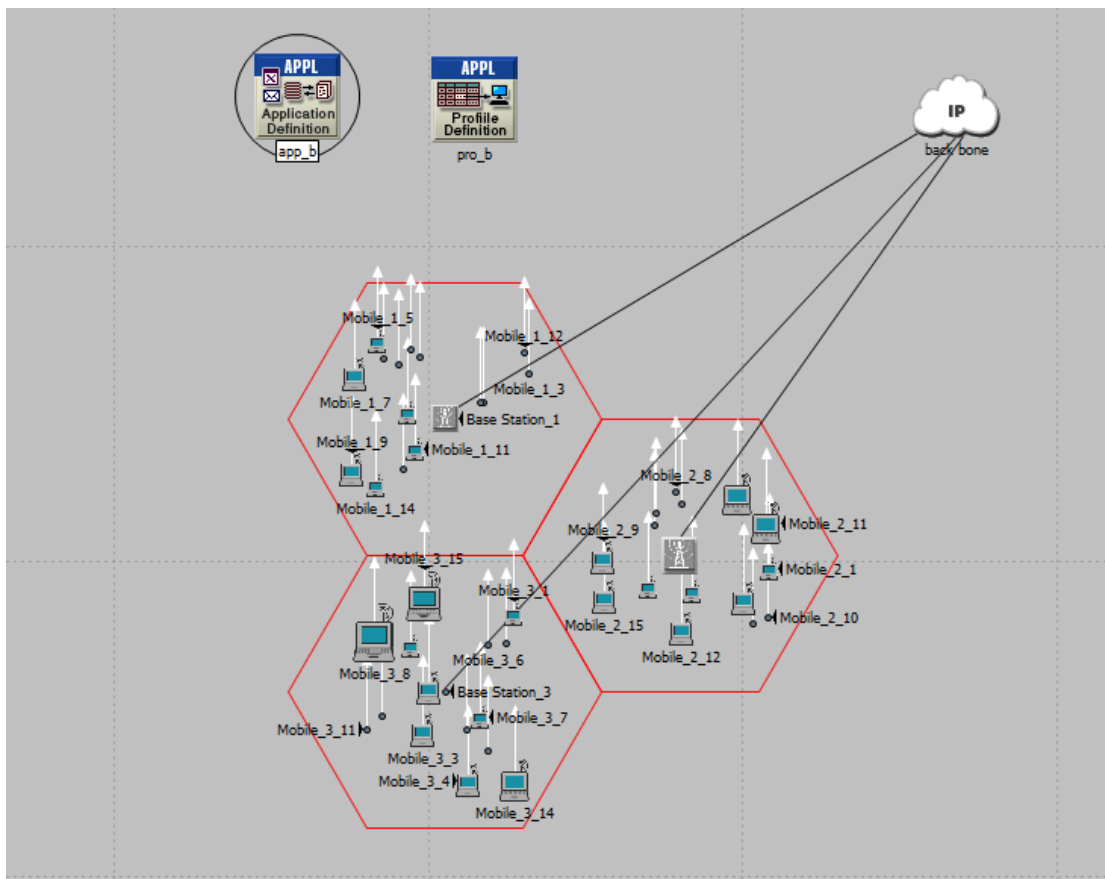 APPL
Application
Definition
app_b
APPL
Profiile
Definition
pro_b
IP
back bone
Mobile_1_5
Mobile_1_12
Mobile_1_3
Mobile_1_7
Base Station_1
Mobile_1_9
Mobile_1_11
Mobile_1_14
Mobile_2_8
Mobile_2_9
Mobile_2_11
Mobile_2_1
Mobile_2_15
Mobile_2_10
Mobile_2_12
Mobile_3_15
Mobile_3_1
Mobile_3_6
Mobile_3_8
Base Station_3
Mobile_3_7
Mobile_3_11
Mobile_3_3
Mobile_3_4
Mobile_3_14